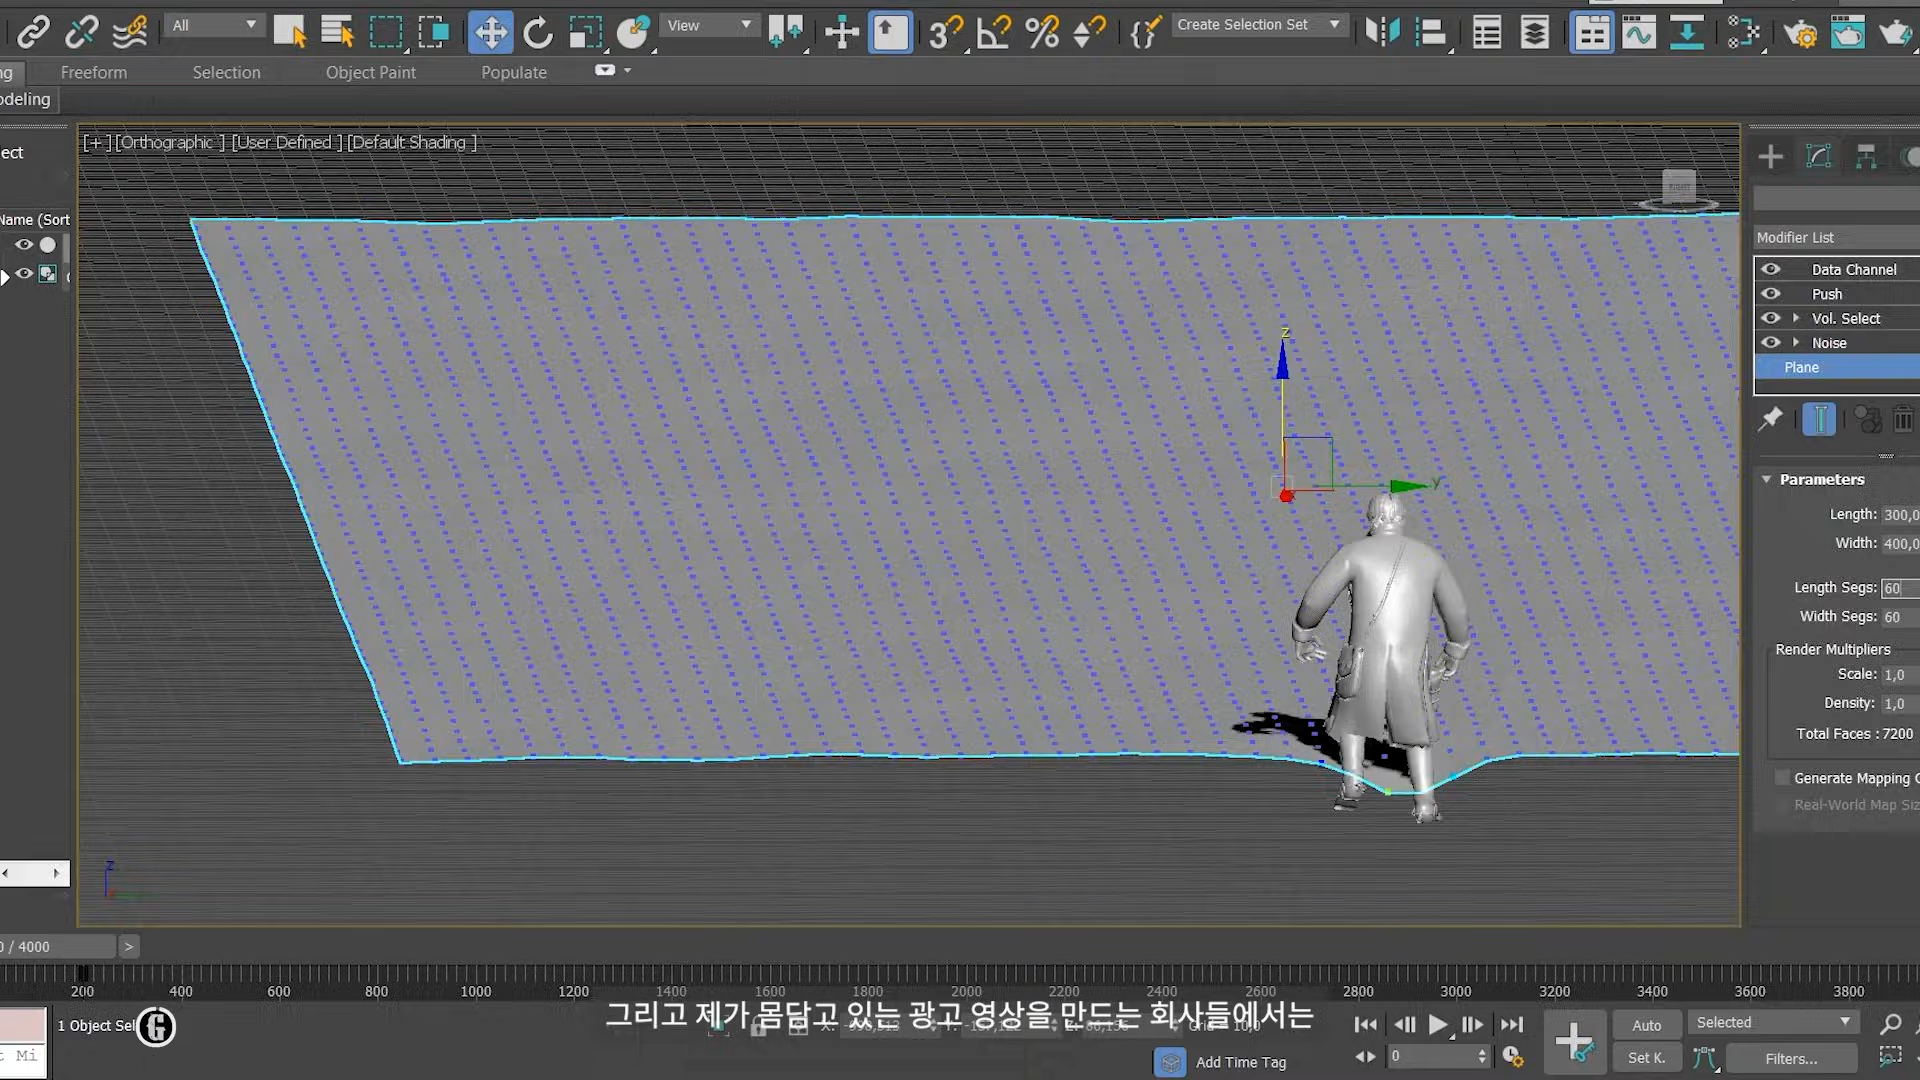 All
View
Create Selection Set
Freeform
Selection
Object Paint
Populate
[+][Orthographic ] [User Defined ] [Default Shading ]
RIGHT
Name (Sort
Modifier List
Data Channel
Push
Vol. Select
Noise
Plane
z
y
Parameters
Length: 300,0
Width: 400,0
Length Segs: 60
Width Segs: 60
Render Multipliers
Scale: 1,0
Density: 1,0
Total Faces : 7200
Generate Mapping C
Real-World Map Siz
z
0 / 4000
>
200 400 600 800 1000 1200 1400 1600 1800 2000 2200 2400 2600 2800 3000 3200 3400 3600 3800
그리고 제가 몸담고 있는 광고 영상을 만드는 회사들에서는
1 Object Sel
G
Auto
Selected
0
Set K.
Filters...
Add Time Tag